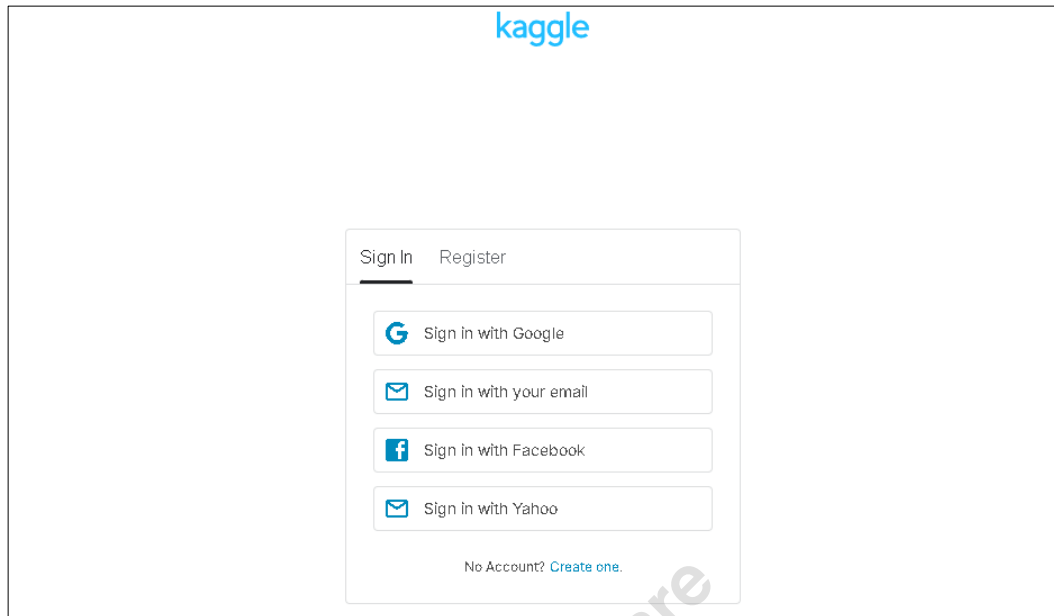 kaggle
Sign In Register
Sign in with Google
Sign in with your email
Sign in with Facebook
Sign in with Yahoo
No Account? Create one.